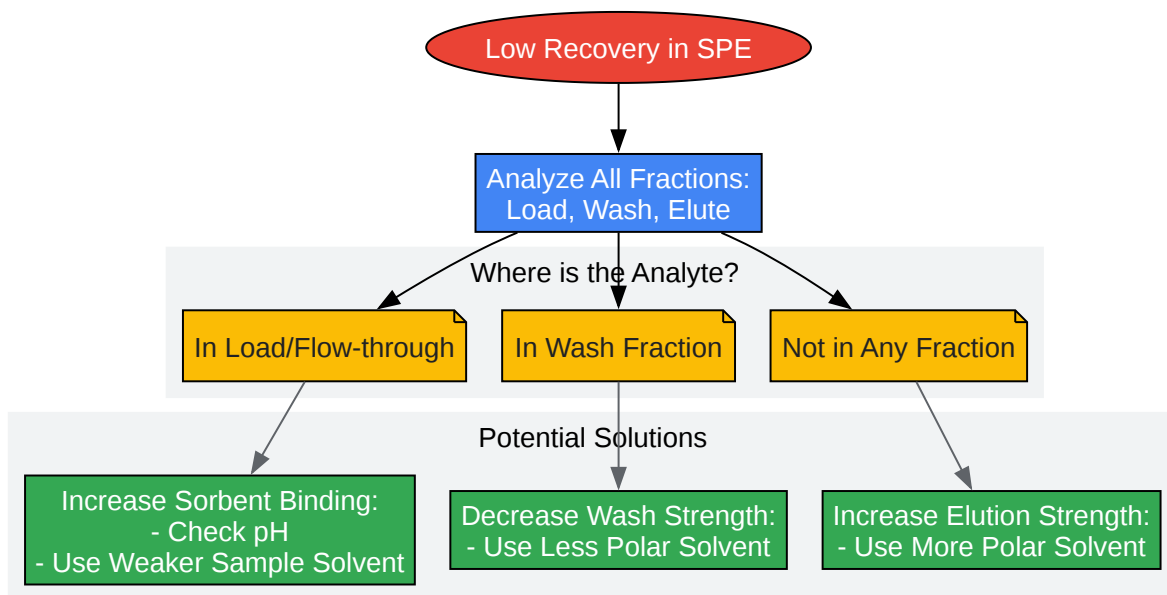 Low Recovery in SPE
Analyze All Fractions:
Load, Wash, Elute
Where is the Analyte?
In Load/Flow-through
In Wash Fraction
Not in Any Fraction
Potential Solutions
Increase Sorbent Binding:
- Check pH
- Use Weaker Sample Solvent
Decrease Wash Strength:
- Use Less Polar Solvent
Increase Elution Strength:
- Use More Polar Solvent